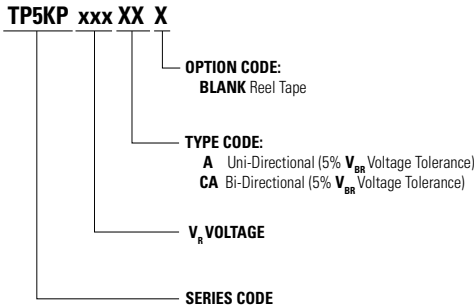 TP5KP xxx XX X
OPTION CODE:
BLANK Reel Tape
TYPE CODE:
A Uni-Directional (5% VBR Voltage Tolerance)
CA Bi-Directional (5% VBR Voltage Tolerance)
VR VOLTAGE
SERIES CODE